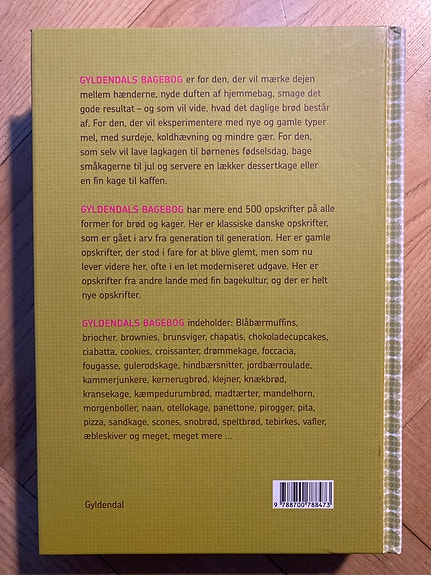 GYLDENDALS BAGEBOG er for den, der vil mærke dejen
mellem hænderne, nyde duften af hjemmebag, smage det
gode resultat – og som vil vide, hvad det daglige brød består
af. For den, der vil eksperimentere med nye og gamle typer
mel, med surdeje, koldhævning og mindre gær. For den,
som selv vil lave lagkagen til børnenes fødselsdag, bage
småkagerne til jul og servere en lækker dessertkage eller
en fin kage til kaffen.
GYLDENDALS BAGEBOG har mere end 500 opskrifter på alle
former for brød og kager. Her er klassiske danske opskrifter,
som er gået i arv fra generation til generation. Her er gamle
opskrifter, der stod i fare for at blive glemt, men som nu
lever videre her, ofte i en let moderniseret udgave. Her er
opskrifter fra andre lande med fin bagekultur, og der er helt
nye opskrifter.
GYLDENDALS BAGEBOG indeholder: Blåbærmuffins,
briocher, brownies, brunsviger, chapatis, chokoladecupcakes,
ciabatta, cookies, croissanter, drømmekage, foccacia,
fougasse, gulerodskage, hindbærsnitter, jordbærroulade,
kammerjunkere, kernerugbrød, klejner, knækbrød,
kransekage, kæmpedurumbrød, madtærter, mandelhorn,
morgenboller, naan, otellokage, panettone, pirogger, pita,
pizza, sandkage, scones, snobrød, speltbrød, tebirkes, vafler,
æbleskiver og meget, meget mere ...
Gyldendal
9 788700 788473